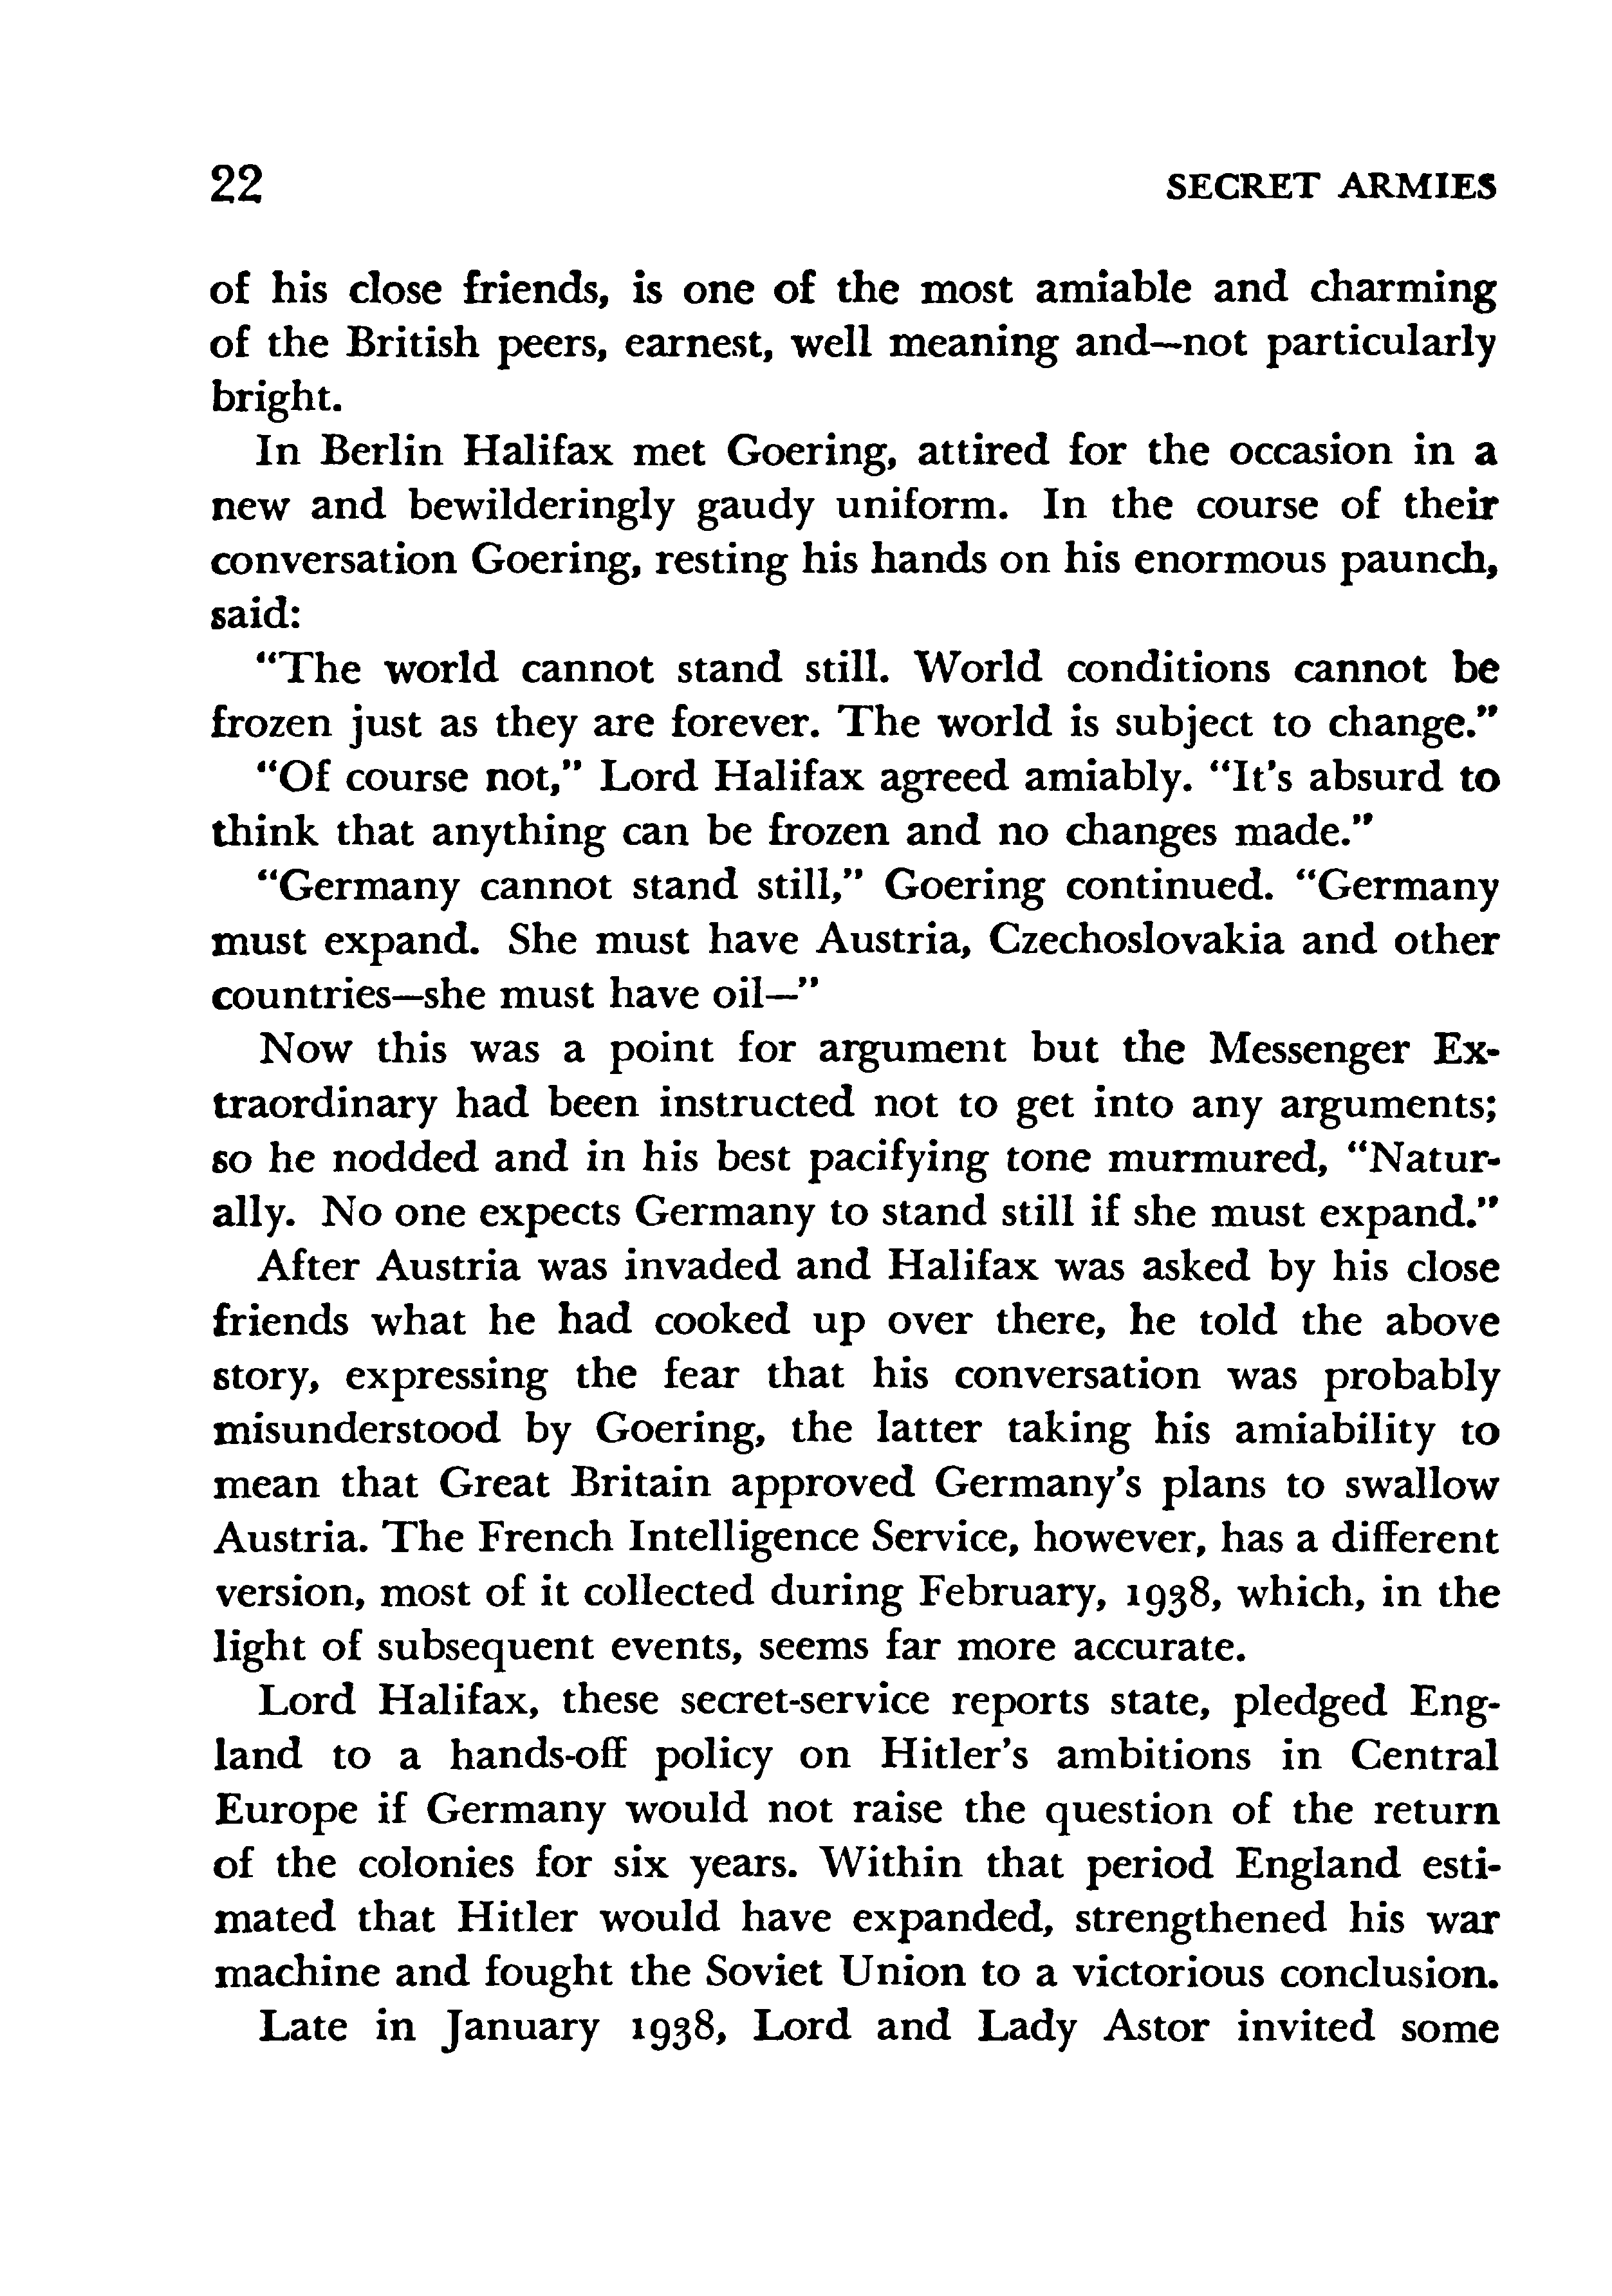 22 SECRET ARMIES
of his close friends, is one of the most amiable and charming
of the British peers, earnest, well meaning and—not particularly
bright.
In Berlin Halifax met Goering, attired for the occasion in a
new and bewilderingly gaudy uniform. In the course of their
conversation Goering, resting his hands on his enormous paunch,
said:
“The world cannot stand still. World conditions cannot be
frozen just as they are forever. The world is subject to change.”
“Of course not,” Lord Halifax agreed amiably. “It’s absurd to
think that anything can be frozen and no changes made.”
“Germany cannot stand still,” Goering continued. “Germany
must expand. She must have Austria, Czechoslovakia and other
countries—she must have oil—”
Now this was a point for argument but the Messenger Ex-
traordinary had been instructed not to get into any arguments;
so he nodded and in his best pacifying tone murmured, “Natur-
ally. No one expects Germany to stand still if she must expand.”
After Austria was invaded and Halifax was asked by his close
friends what he had cooked up over there, he told the above
story, expressing the fear that his conversation was probably
misunderstood by Goering, the latter taking his amiability to
mean that Great Britain approved Germany’s plans to swallow
Austria. The French Intelligence Service, however, has a different
version, most of it collected during February, 1938, which, in the
light of subsequent events, seems far more accurate.
Lord Halifax, these secret-service reports state, pledged Eng-
land to a hands-off policy on Hitler’s ambitions in Central
Europe if Germany would not raise the question of the return
of the colonies for six years. Within that period England esti-
mated that Hitler would have expanded, strengthened his war
machine and fought the Soviet Union to a victorious conclusion.
Late in January 1938, Lord and Lady Astor invited some